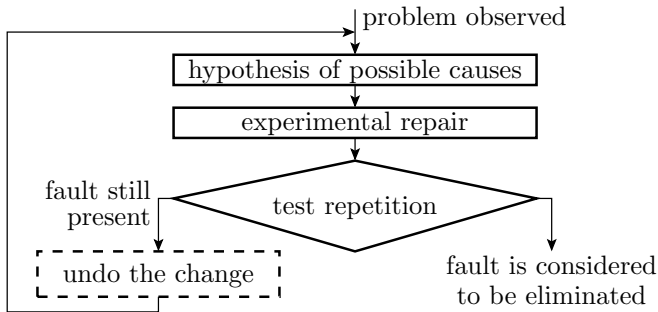 problem observed
hypothesis of possible causes
experimental repair
fault still
present
test repetition
undo the change
fault is considered
to be eliminated